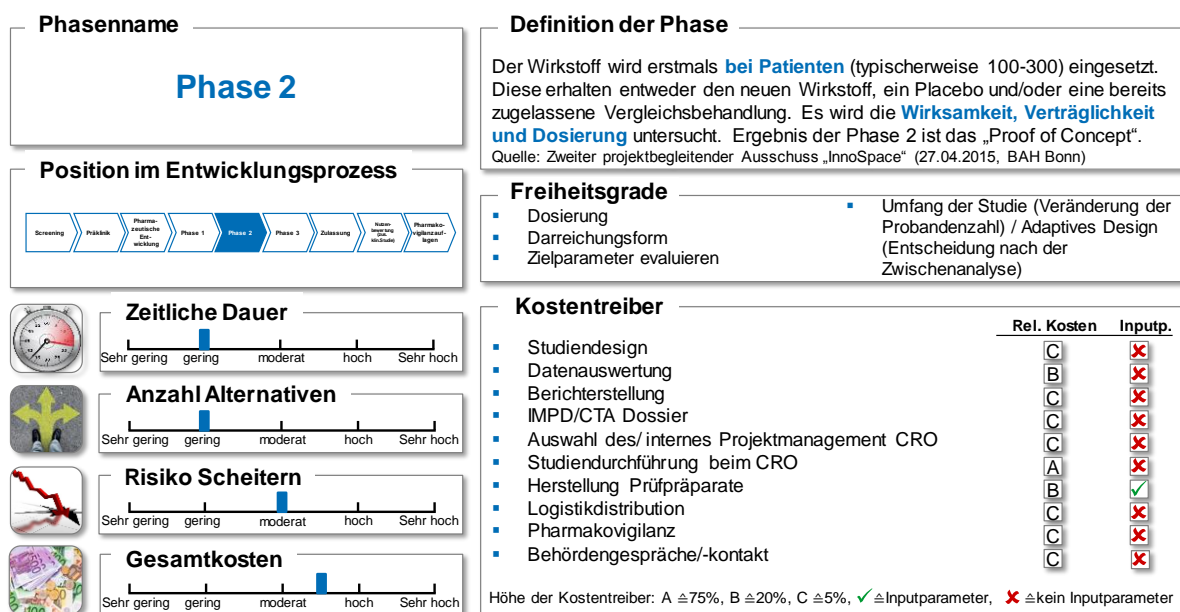 Phasenname
Phase 2
Position im Entwicklungsprozess
Screening
Präklinik
Pharma-
zeutische
Ent-
wicklung
Phase 1
Phase 2
Phase 3
Zulassung
Nutzen-
bewertung
(Zus.
klin.Studie)
Pharmako-
vigilanzauf-
lagen
Zeitliche Dauer
Sehr gering gering moderat hoch Sehr hoch
Anzahl Alternativen
Sehr gering gering moderat hoch Sehr hoch
Risiko Scheitern
Sehr gering gering moderat hoch Sehr hoch
Gesamtkosten
Sehr gering gering moderat hoch Sehr hoch
Definition der Phase
Der Wirkstoff wird erstmals bei Patienten (typischerweise 100-300) eingesetzt.
Diese erhalten entweder den neuen Wirkstoff, ein Placebo und/oder eine bereits
zugelassene Vergleichsbehandlung. Es wird die Wirksamkeit, Verträglichkeit
und Dosierung untersucht. Ergebnis der Phase 2 ist das „Proof of Concept“.
Quelle: Zweiter projektbegleitender Ausschuss „InnoSpace“ (27.04.2015, BAH Bonn)
Freiheitsgrade
▪ Dosierung
▪ Darreichungsform
▪ Zielparameter evaluieren
▪ Umfang der Studie (Veränderung der
Probandenzahl) / Adaptives Design
(Entscheidung nach der
Zwischenanalyse)
Kostentreiber
Rel. Kosten Inputp.
▪ Studiendesign C ✘
▪ Datenauswertung B ✘
▪ Berichterstellung C ✘
▪ IMPD/CTA Dossier C ✘
▪ Auswahl des/ internes Projektmanagement CRO C ✘
▪ Studiendurchführung beim CRO A ✘
▪ Herstellung Prüfpräparate B ✓
▪ Logistikdistribution C ✘
▪ Pharmakovigilanz C ✘
▪ Behördengespräche/-kontakt C ✘
Höhe der Kostentreiber: A ≙75%, B ≙20%, C ≙5%, ✓ ≙Inputparameter, ✘ ≙kein Inputparameter